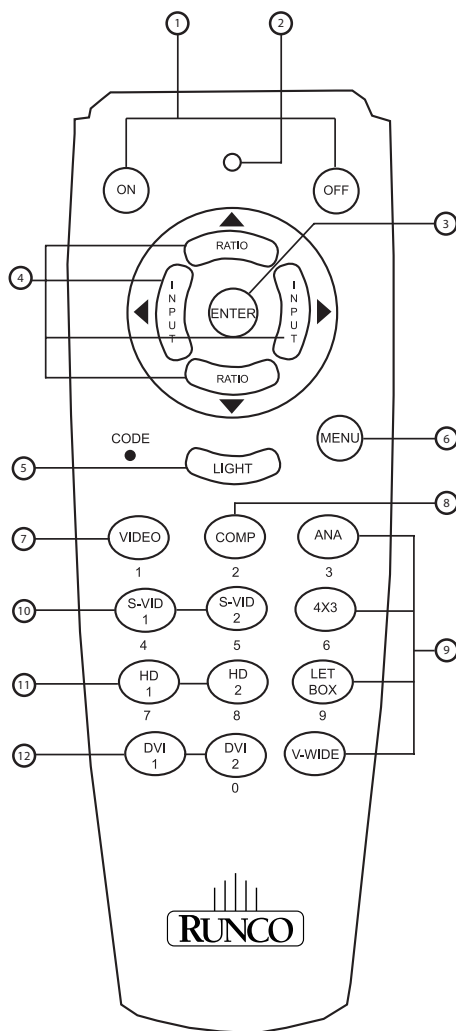 1 2
ON OFF
3
RATIO
4 INPUT ENTER INPUT
RATIO
CODE MENU 6
5 LIGHT
8
7 VIDEO COMP ANA
1 2 3
10 S-VID 1 S-VID 2 4X3
4 5 6
9
11 HD 1 HD 2 LET BOX
7 8 9
12 DVI 1 DVI 2 V-WIDE
0
RUNCO